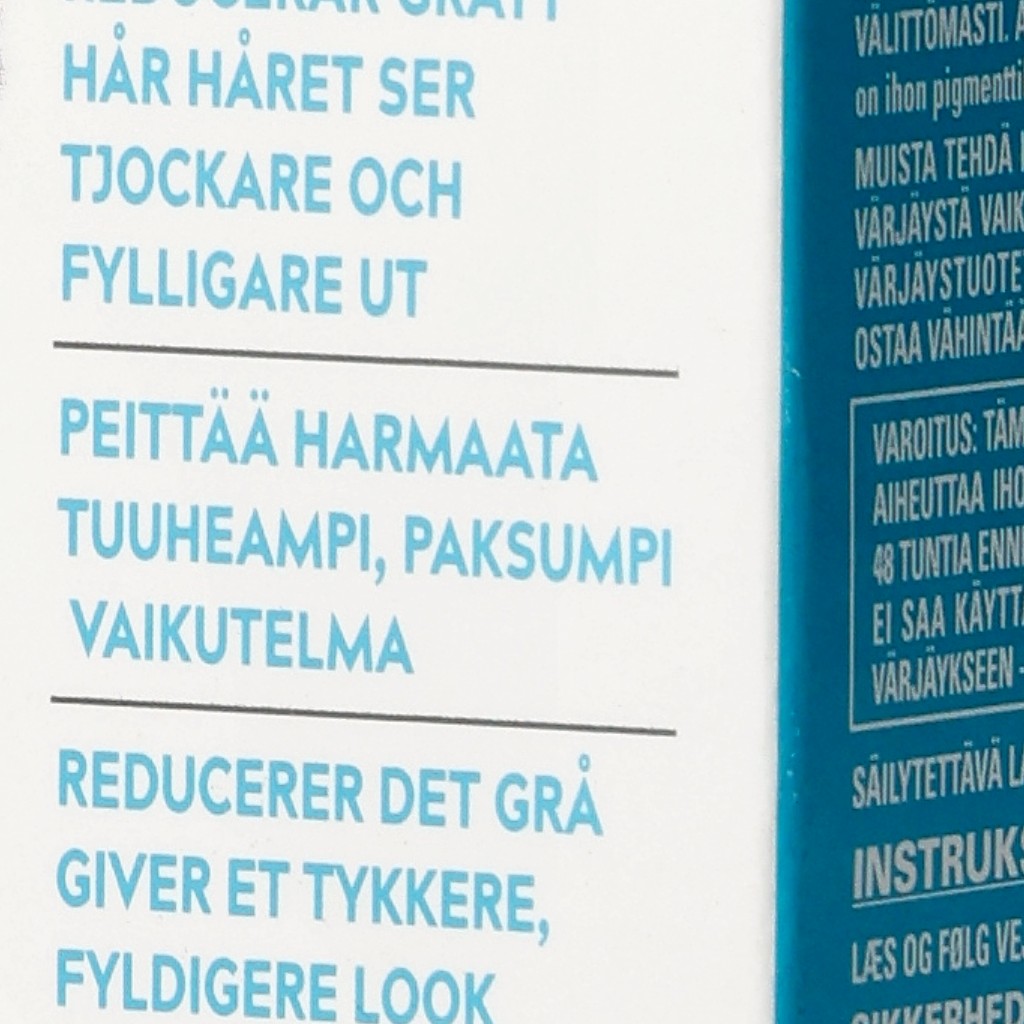 HÅR HÅRET SER
TJOCKARE OCH
FYLLIGARE UT
PEITTÄÄ HARMAATA
TUUHEAMPI, PAKSUMPI
VAIKUTELMA
REDUCERER DET GRÅ
GIVER ET TYKKERE,
FYLDIGERE LOOK
VÄLITTÖMÄSTI.
on ihon pigmentti
MUISTA TEHDÄ
VÄRJÄYSTÄ VAIK
VÄRJÄYSTUOTE
OSTAA VÄHINTÄÄ
VAROITUS: TÄM
AIHEUTTAA IHO
48 TUNTIA ENN
EI SAA KÄYTT
VÄRJÄYKSEEN -
SÄILYTETTÄVÄ LA
INSTRUKS
LÆS OG FØLG VE